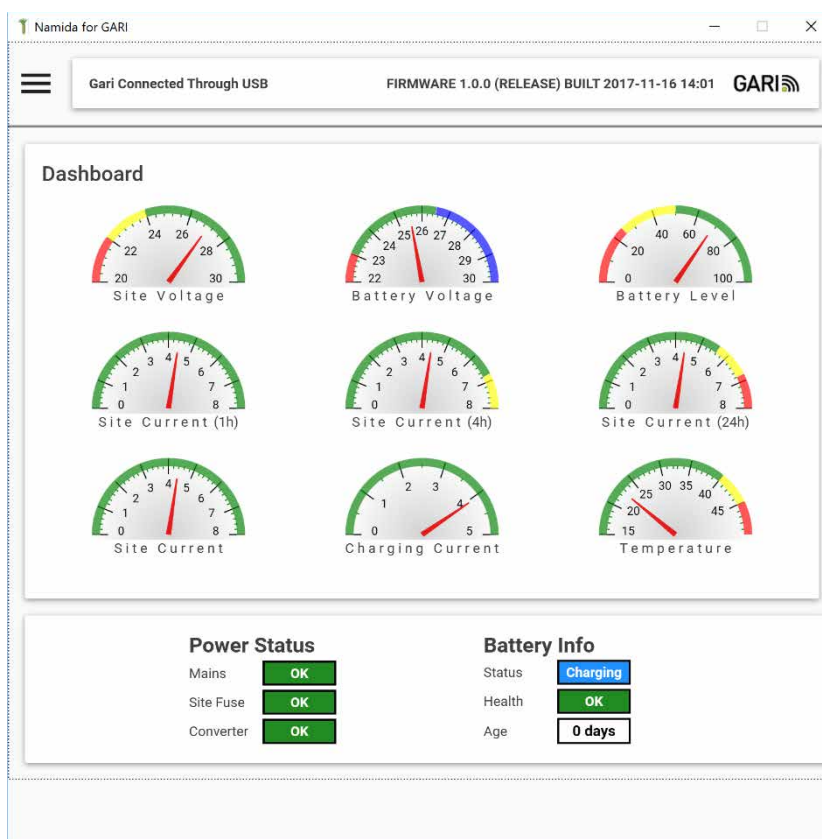 Namida for GARI
Gari Connected Through USB
FIRMWARE 1.0.0 (RELEASE) BUILT 2017-11-16 14:01
GARI
Dashboard
20 22 24 26 28 30
Site Voltage
22 23 24 25 26 27 28 29 30
Battery Voltage
0 20 40 60 80 100
Battery Level
0 1 2 3 4 5 6 7 8
Site Current (1h)
0 1 2 3 4 5 6 7 8
Site Current (4h)
0 1 2 3 4 5 6 7 8
Site Current (24h)
0 1 2 3 4 5 6 7 8
Site Current
0 1 2 3 4 5
Charging Current
15 20 25 30 35 40 45
Temperature
Power Status
Mains OK
Site Fuse OK
Converter OK
Battery Info
Status Charging
Health OK
Age 0 days